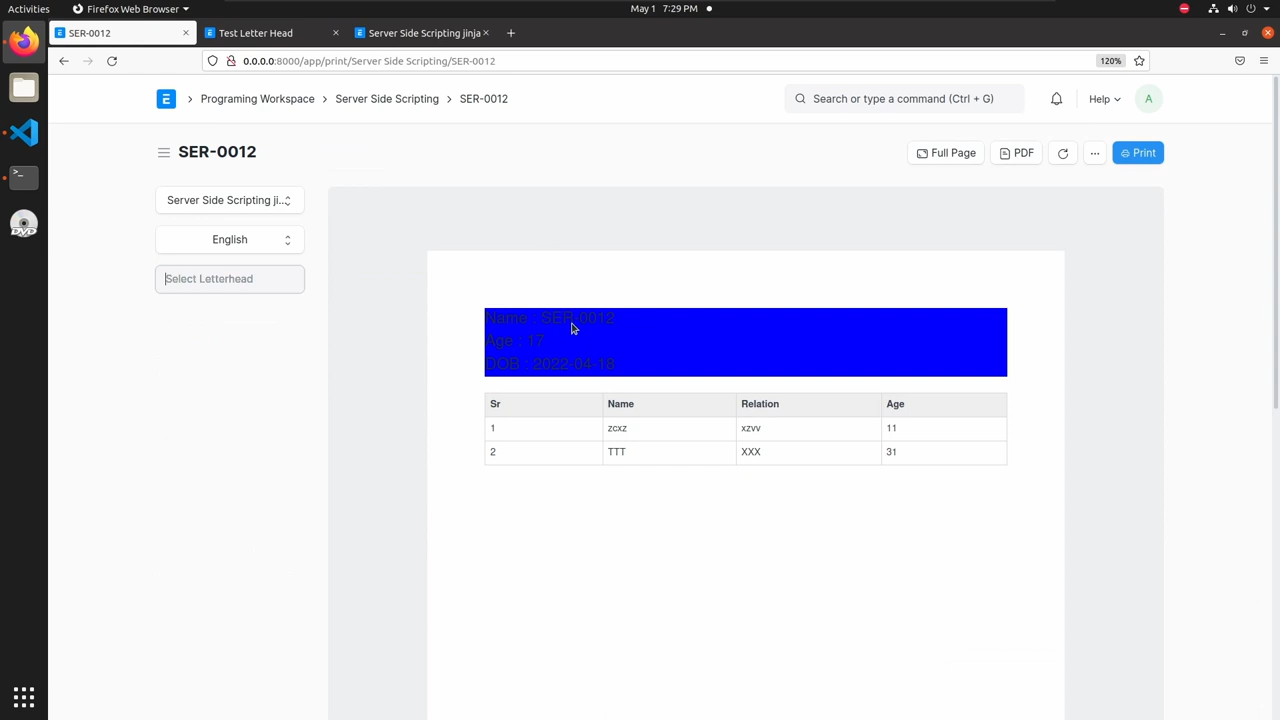 Activities
Firefox Web Browser
May 1 7:29 PM
SER-0012
Test Letter Head
Server Side Scripting jinja
0.0.0.0:8000/app/print/Server Side Scripting/SER-0012
120%
E
Programing Workspace
Server Side Scripting
SER-0012
Search or type a command (Ctrl + G)
Help
A
SER-0012
Full Page
PDF
...
Print
Server Side Scripting ji...
English
Select Letterhead
Name : SER-0012
Age : 17
DOB : 2022-04-18
Sr Name Relation Age
1 zcxz xzvv 11
2 TTT XXX 31
DVD